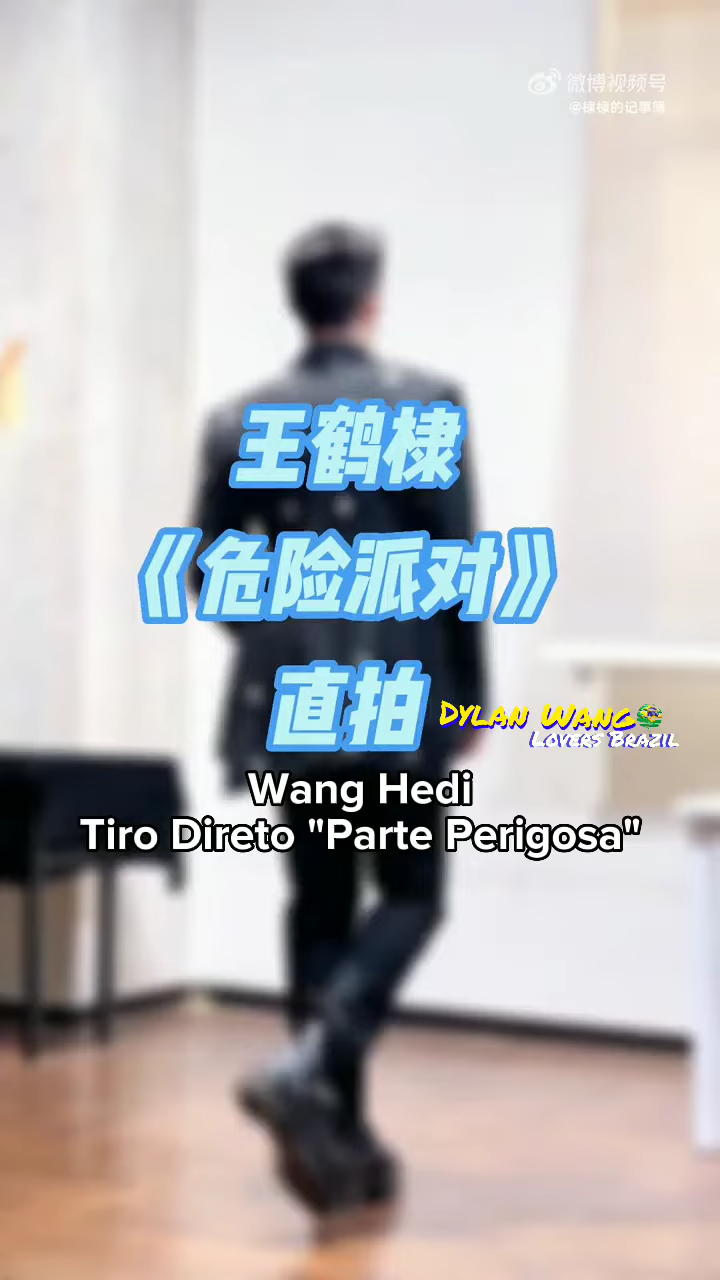 微博视频号
@棣棣的记事簿
王鹤棣
《危险派对》
直拍
DYLAN WANG
LOVERS BRAZIL
Wang Hedi
Tiro Direto "Parte Perigosa"